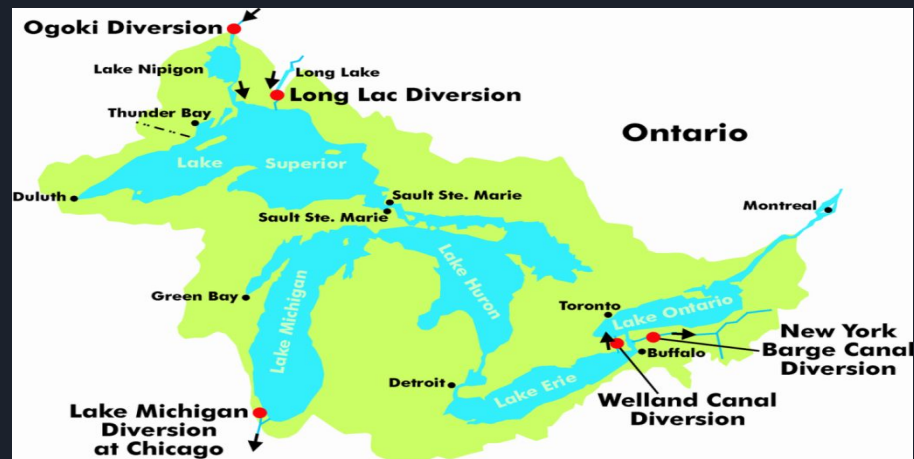 Ogoki Diversion
Lake Nipigon
Long Lake
Long Lac Diversion
Thunder Bay
Ontario
Lake Superior
Duluth
Sault Ste. Marie
Sault Ste. Marie
Montreal
Green Bay
Lake Michigan
Lake Huron
Toronto
Lake Ontario
New York
Barge Canal
Diversion
Buffalo
Detroit
Lake Erie
Welland Canal
Diversion
Lake Michigan
Diversion
at Chicago